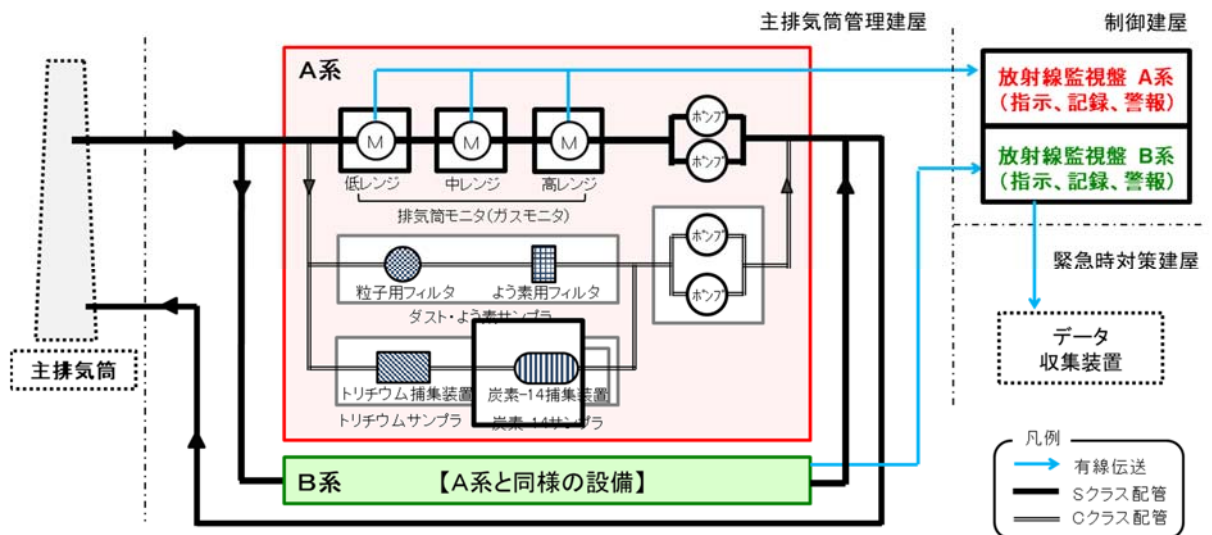 主排気筒管理建屋
制御建屋
A系
放射線監視盤 A系
(指示、記録、警報)
放射線監視盤 B系
(指示、記録、警報)
M
M
M
ポンプ
ポンプ
低レンジ
中レンジ
高レンジ
排気筒モニタ(ガスモニタ)
ポンプ
ポンプ
粒子用フィルタ
よう素用フィルタ
ダスト・よう素サンプラ
緊急時対策建屋
データ
収集装置
主排気筒
トリチウム捕集装置
炭素-14捕集装置
トリチウムサンプラ
炭素-14サンプラ
B系 【A系と同様の設備】
凡例
有線伝送
Sクラス配管
Cクラス配管